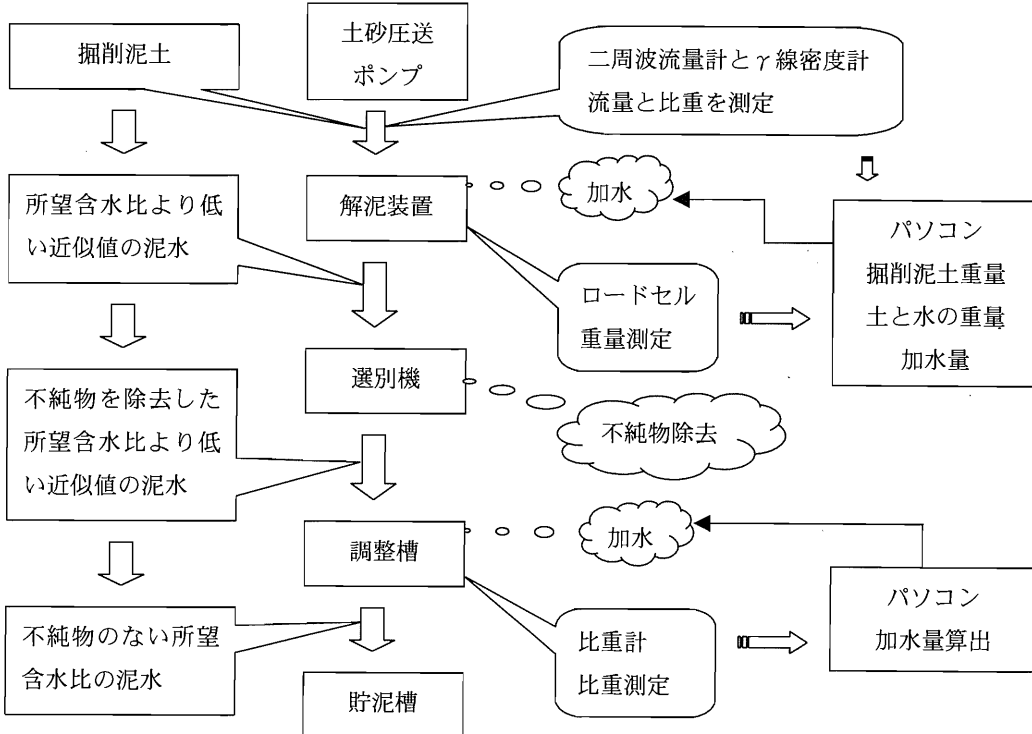 掘削泥土
土砂圧送
ポンプ
二周波流量計とγ線密度計
流量と比重を測定
所望含水比より低
い近似値の泥水
解泥装置
加水
パソコン
掘削泥土重量
土と水の重量
加水量
ロードセル
重量測定
選別機
不純物を除去した
所望含水比より低
い近似値の泥水
不純物除去
調整槽
加水
パソコン
加水量算出
不純物のない所望
含水比の泥水
比重計
比重測定
貯泥槽